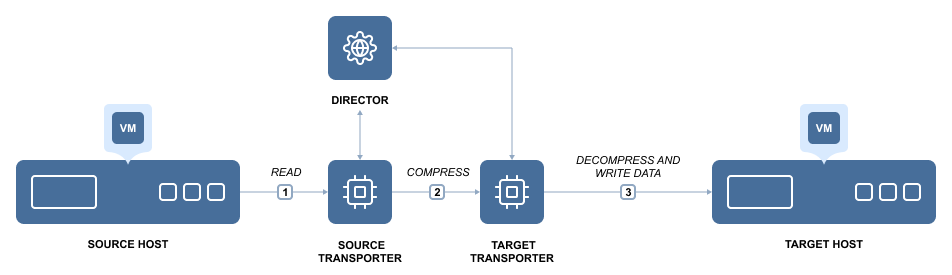 DIRECTOR
VM
VM
READ
1
COMPRESS
2
DECOMPRESS AND
WRITE DATA
3
SOURCE HOST
SOURCE
TRANSPORTER
TARGET
TRANSPORTER
TARGET HOST